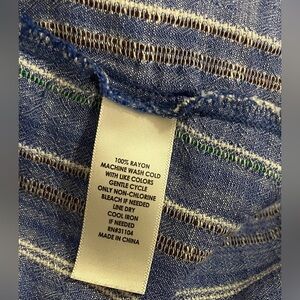 100% RAYON
MACHINE WASH COLD
WITH LIKE COLORS
GENTLE CYCLE
ONLY NON-CHLORINE
BLEACH IF NEEDED
LINE DRY
COOL IRON
IF NEEDED
RN83104
MADE IN CHINA